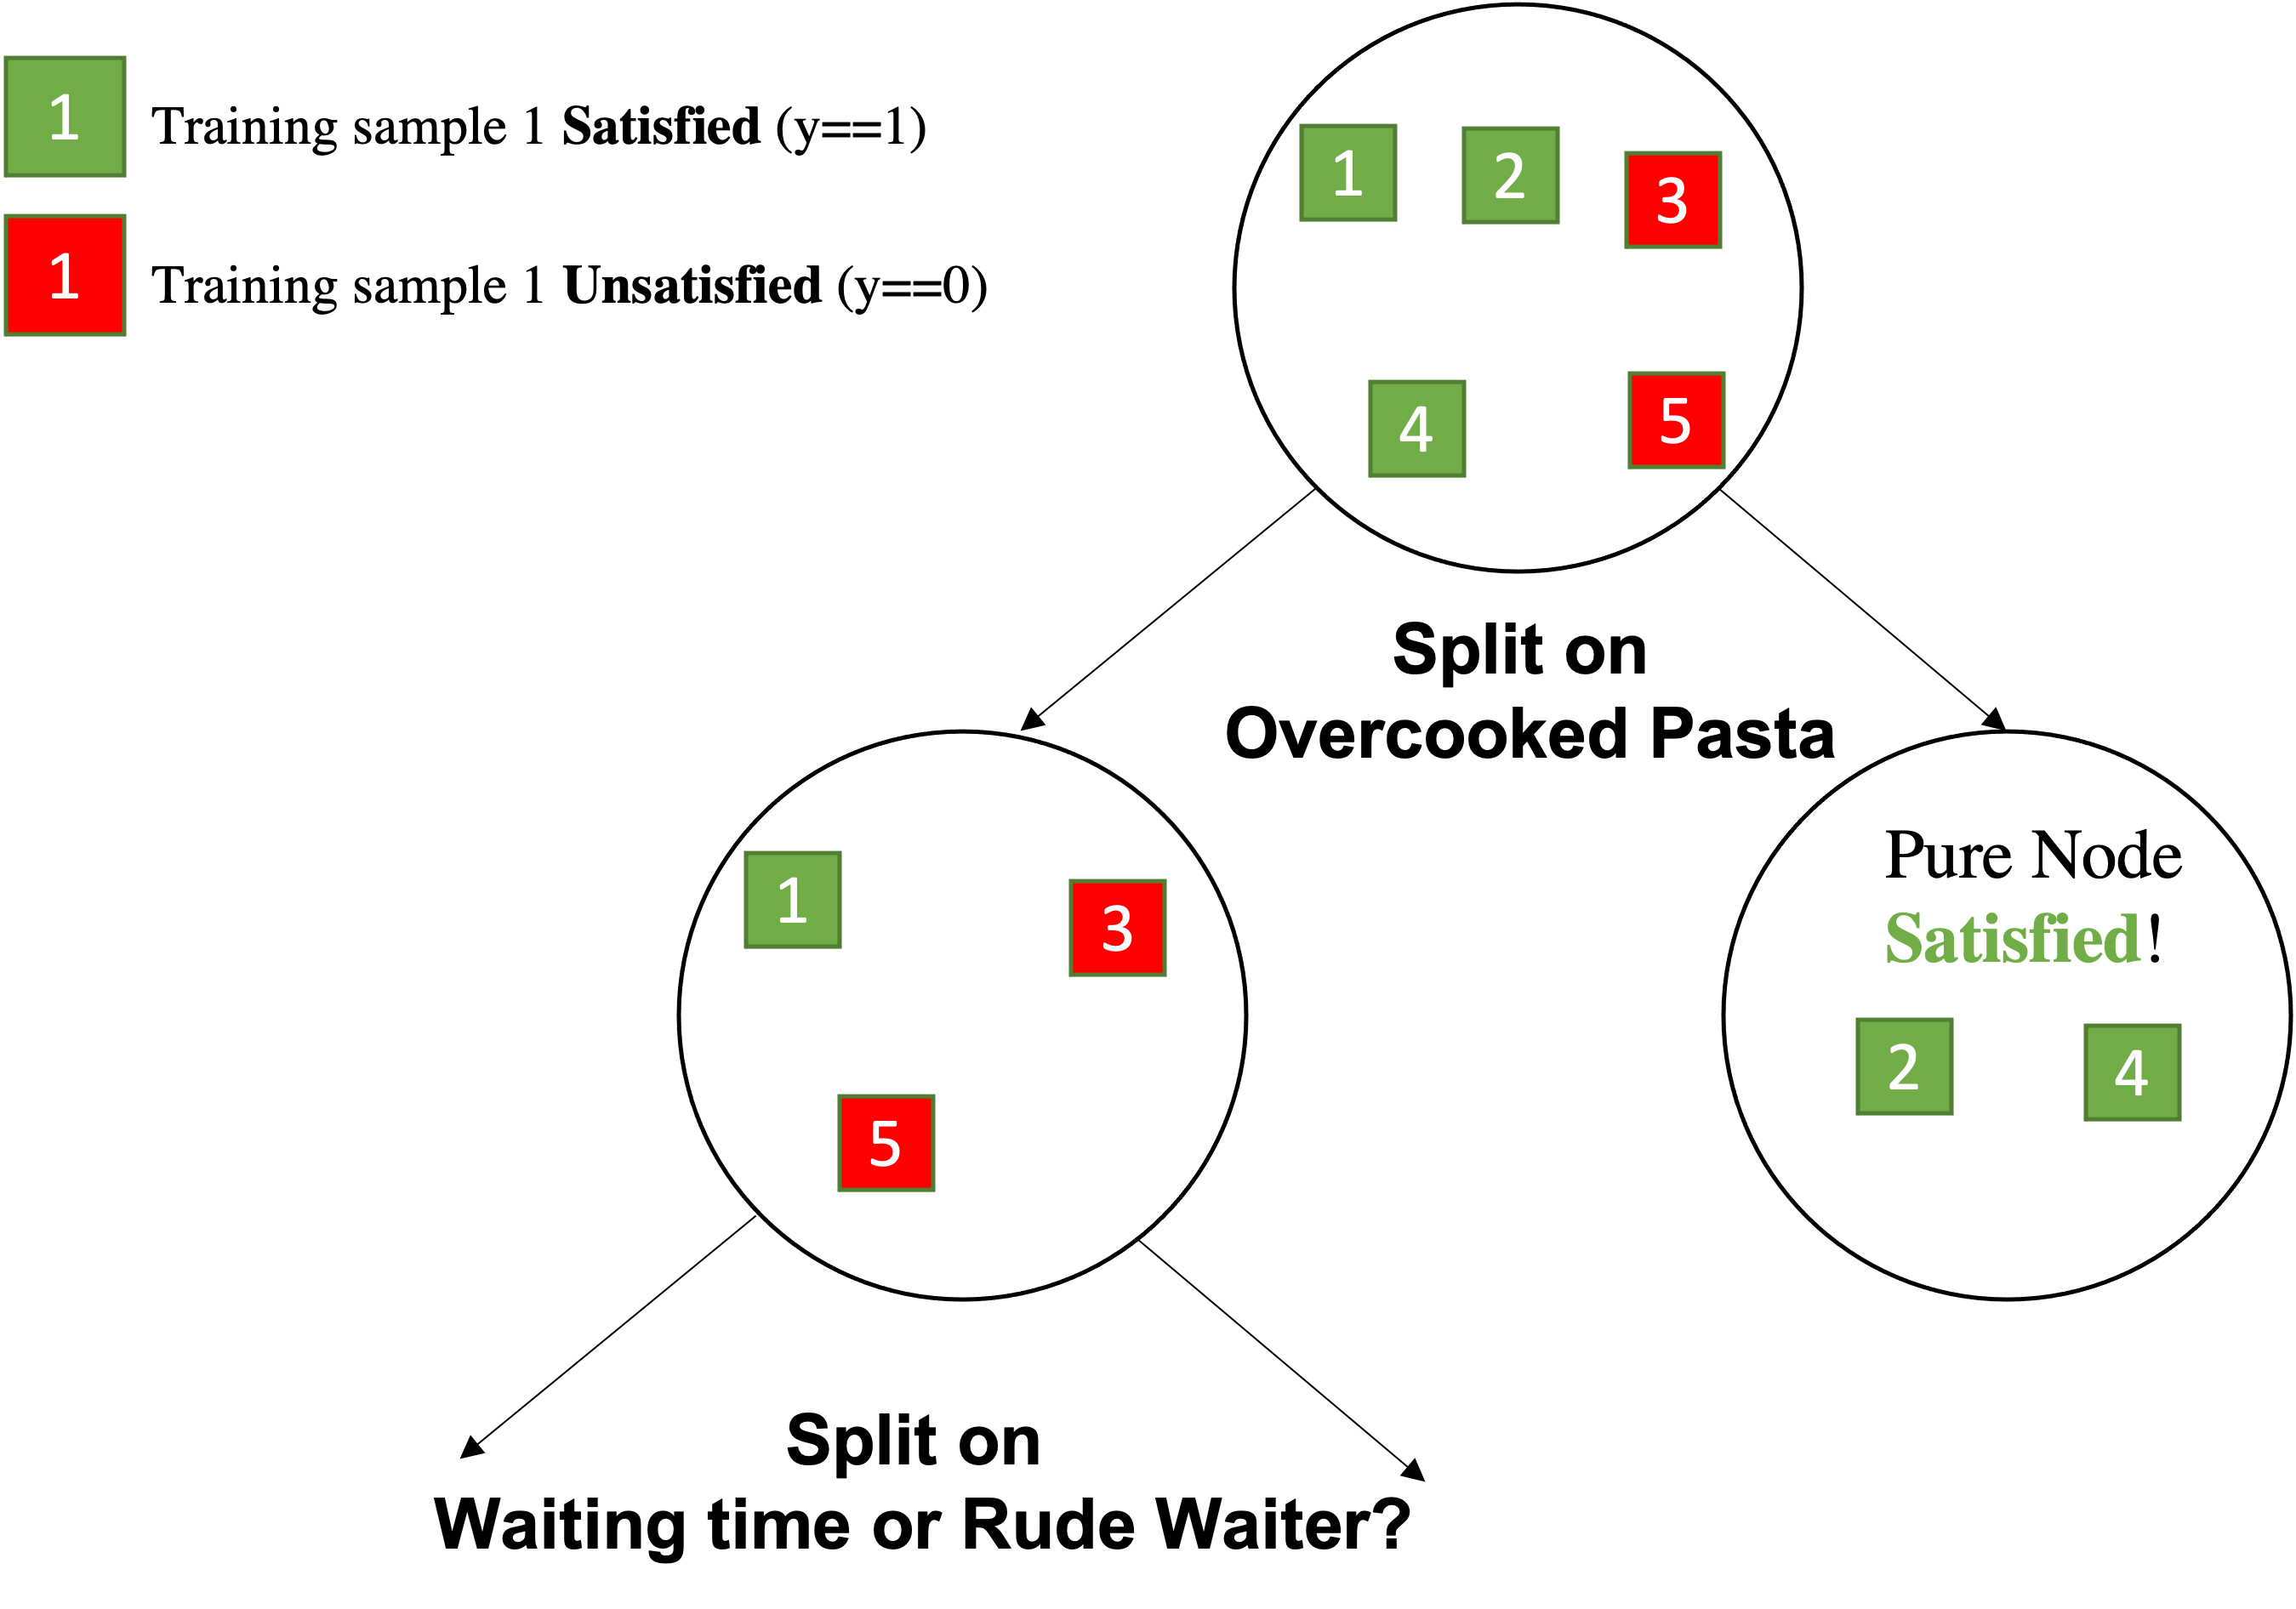 1 Training sample 1 Satisfied (y==1)
1 Training sample 1 Unsatisfied (y==0)
1 2 3
4 5
Split on
Overcooked Pasta
1 3
5
Pure Node
Satisfied!
2 4
Split on
Waiting time or Rude Waiter?